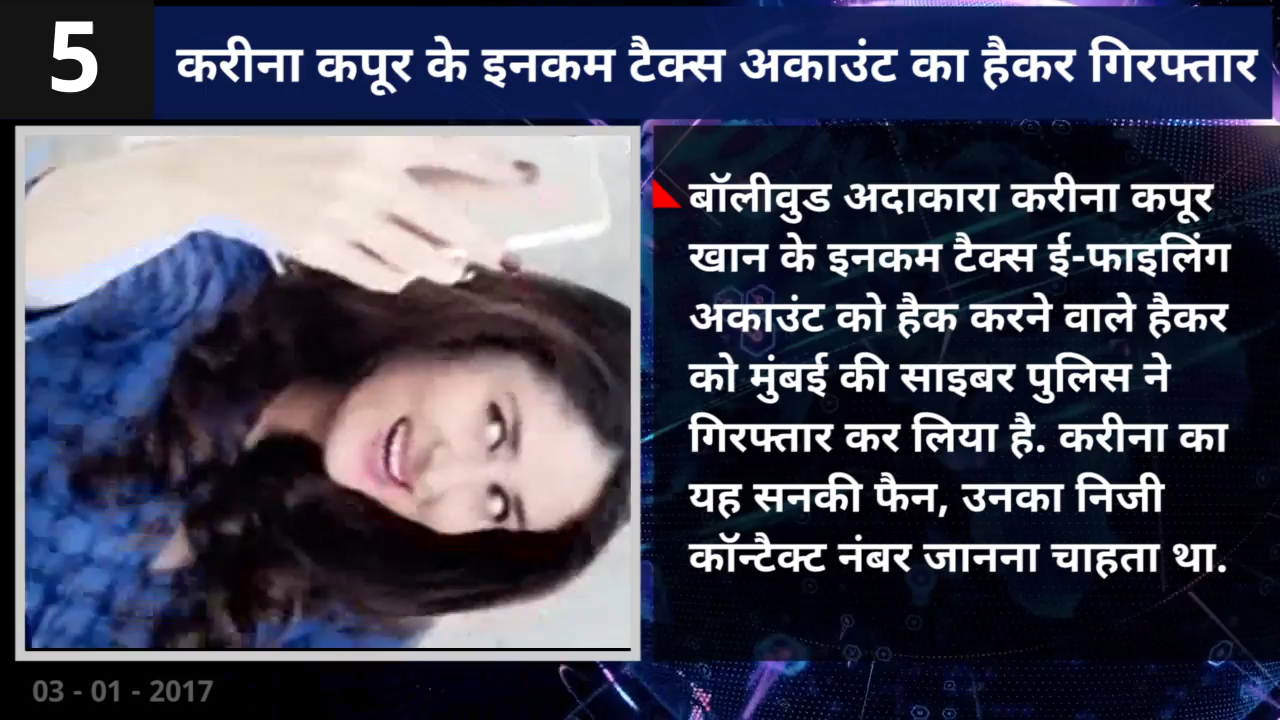 5
करीना कपूर के इनकम टैक्स अकाउंट का हैकर गिरफ्तार
बॉलीवुड अदाकारा करीना कपूर
खान के इनकम टैक्स ई-फाइलिंग
अकाउंट को हैक करने वाले हैकर
को मुंबई की साइबर पुलिस ने
गिरफ्तार कर लिया है. करीना का
यह सनकी फैन, उनका निजी
कॉन्टैक्ट नंबर जानना चाहता था.
03 - 01 - 2017